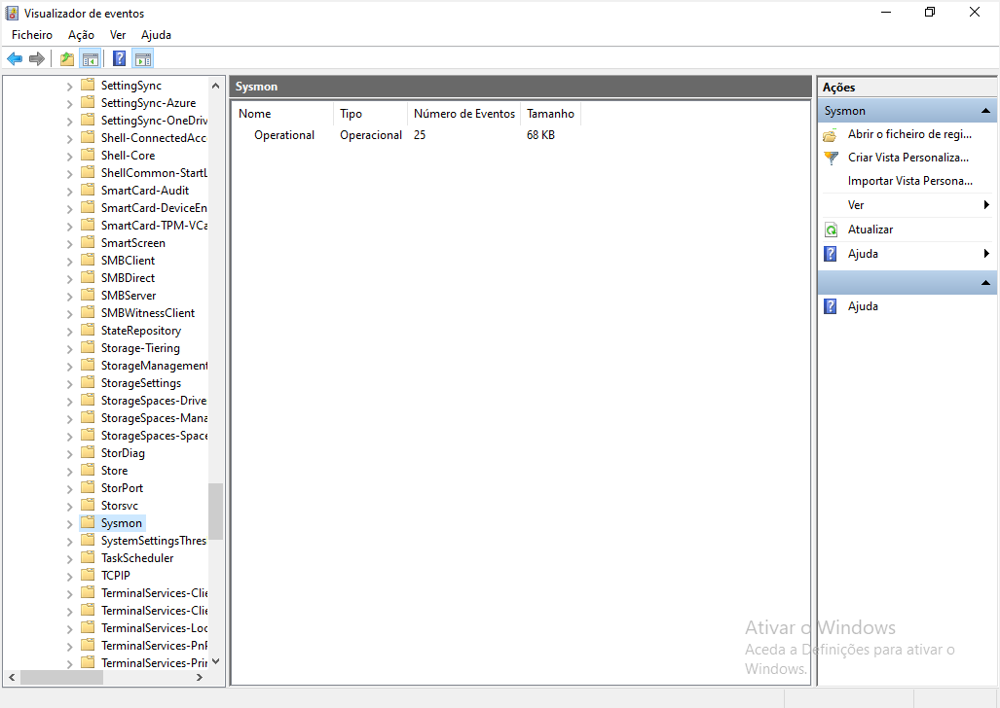 Visualizador de eventos
Ficheiro Ação Ver Ajuda
SettingSync
SettingSync-Azure
SettingSync-OneDriv
Shell-ConnectedAcc
Shell-Core
ShellCommon-StartL
SmartCard-Audit
SmartCard-DeviceEn
SmartCard-TPM-VCa
SmartScreen
SMBClient
SMBDirect
SMBServer
SMBWitnessClient
StateRepository
Storage-Tiering
StorageManagement
StorageSettings
StorageSpaces-Drive
StorageSpaces-Mana
StorageSpaces-Space
StorDiag
Store
StorPort
Storsvc
Sysmon
SystemSettingsThres
TaskScheduler
TCPIP
TerminalServices-Clie
TerminalServices-Clie
TerminalServices-Loc
TerminalServices-PnP
TerminalServices-Prin
Sysmon
Nome Tipo Número de Eventos Tamanho
Operational Operacional 25 68 KB
Ações
Sysmon
Abrir o ficheiro de regi...
Criar Vista Personaliza...
Importar Vista Persona...
Ver
Atualizar
Ajuda
Ajuda
Ativar o Windows
Aceda a Definições para ativar o
Windows.